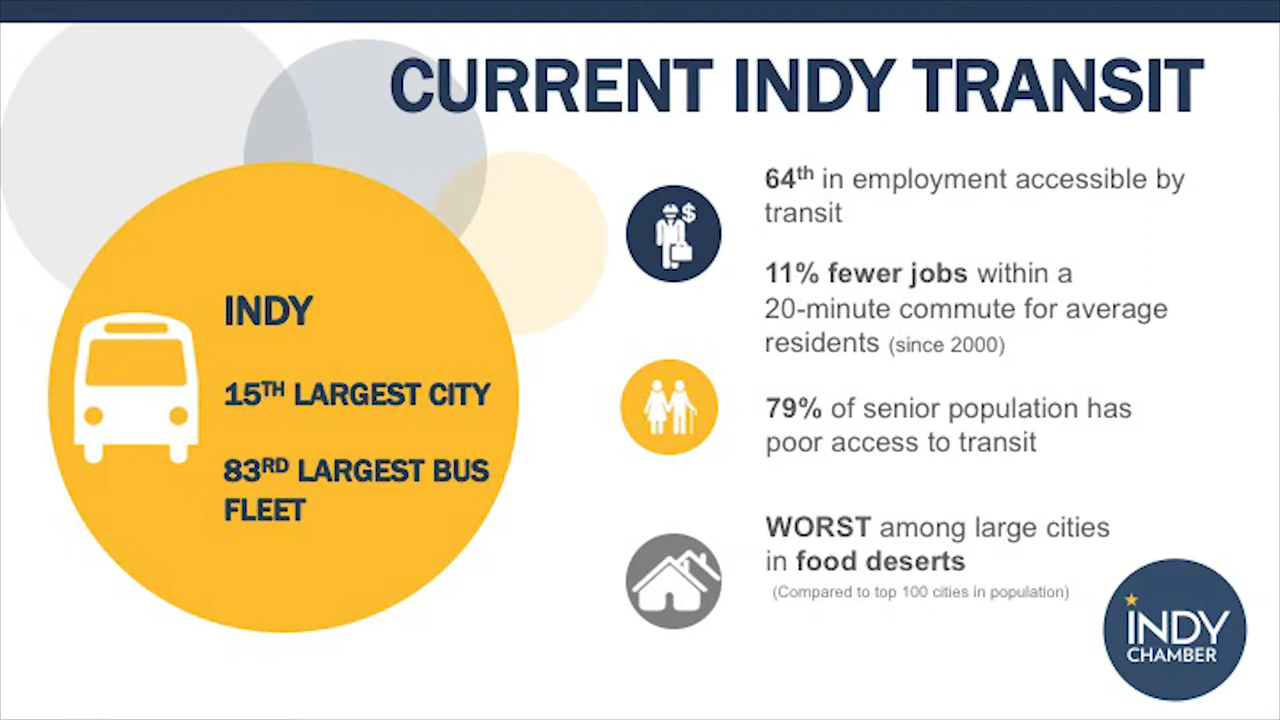 CURRENT INDY TRANSIT
INDY
15TH LARGEST CITY
83RD LARGEST BUS
FLEET
$
64th in employment accessible by
transit
11% fewer jobs within a
20-minute commute for average
residents (since 2000)
79% of senior population has
poor access to transit
WORST among large cities
in food deserts
(Compared to top 100 cities in population)
INDY
CHAMBER